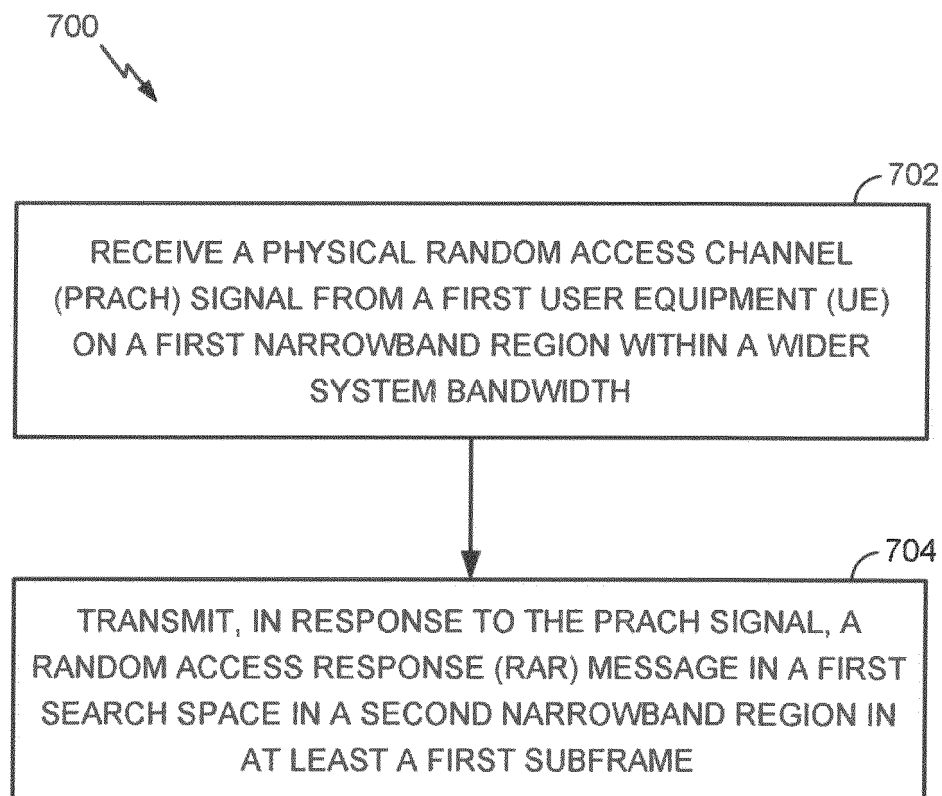 700
702
RECEIVE A PHYSICAL RANDOM ACCESS CHANNEL
(PRACH) SIGNAL FROM A FIRST USER EQUIPMENT (UE)
ON A FIRST NARROWBAND REGION WITHIN A WIDER
SYSTEM BANDWIDTH
704
TRANSMIT, IN RESPONSE TO THE PRACH SIGNAL, A
RANDOM ACCESS RESPONSE (RAR) MESSAGE IN A FIRST
SEARCH SPACE IN A SECOND NARROWBAND REGION IN
AT LEAST A FIRST SUBFRAME